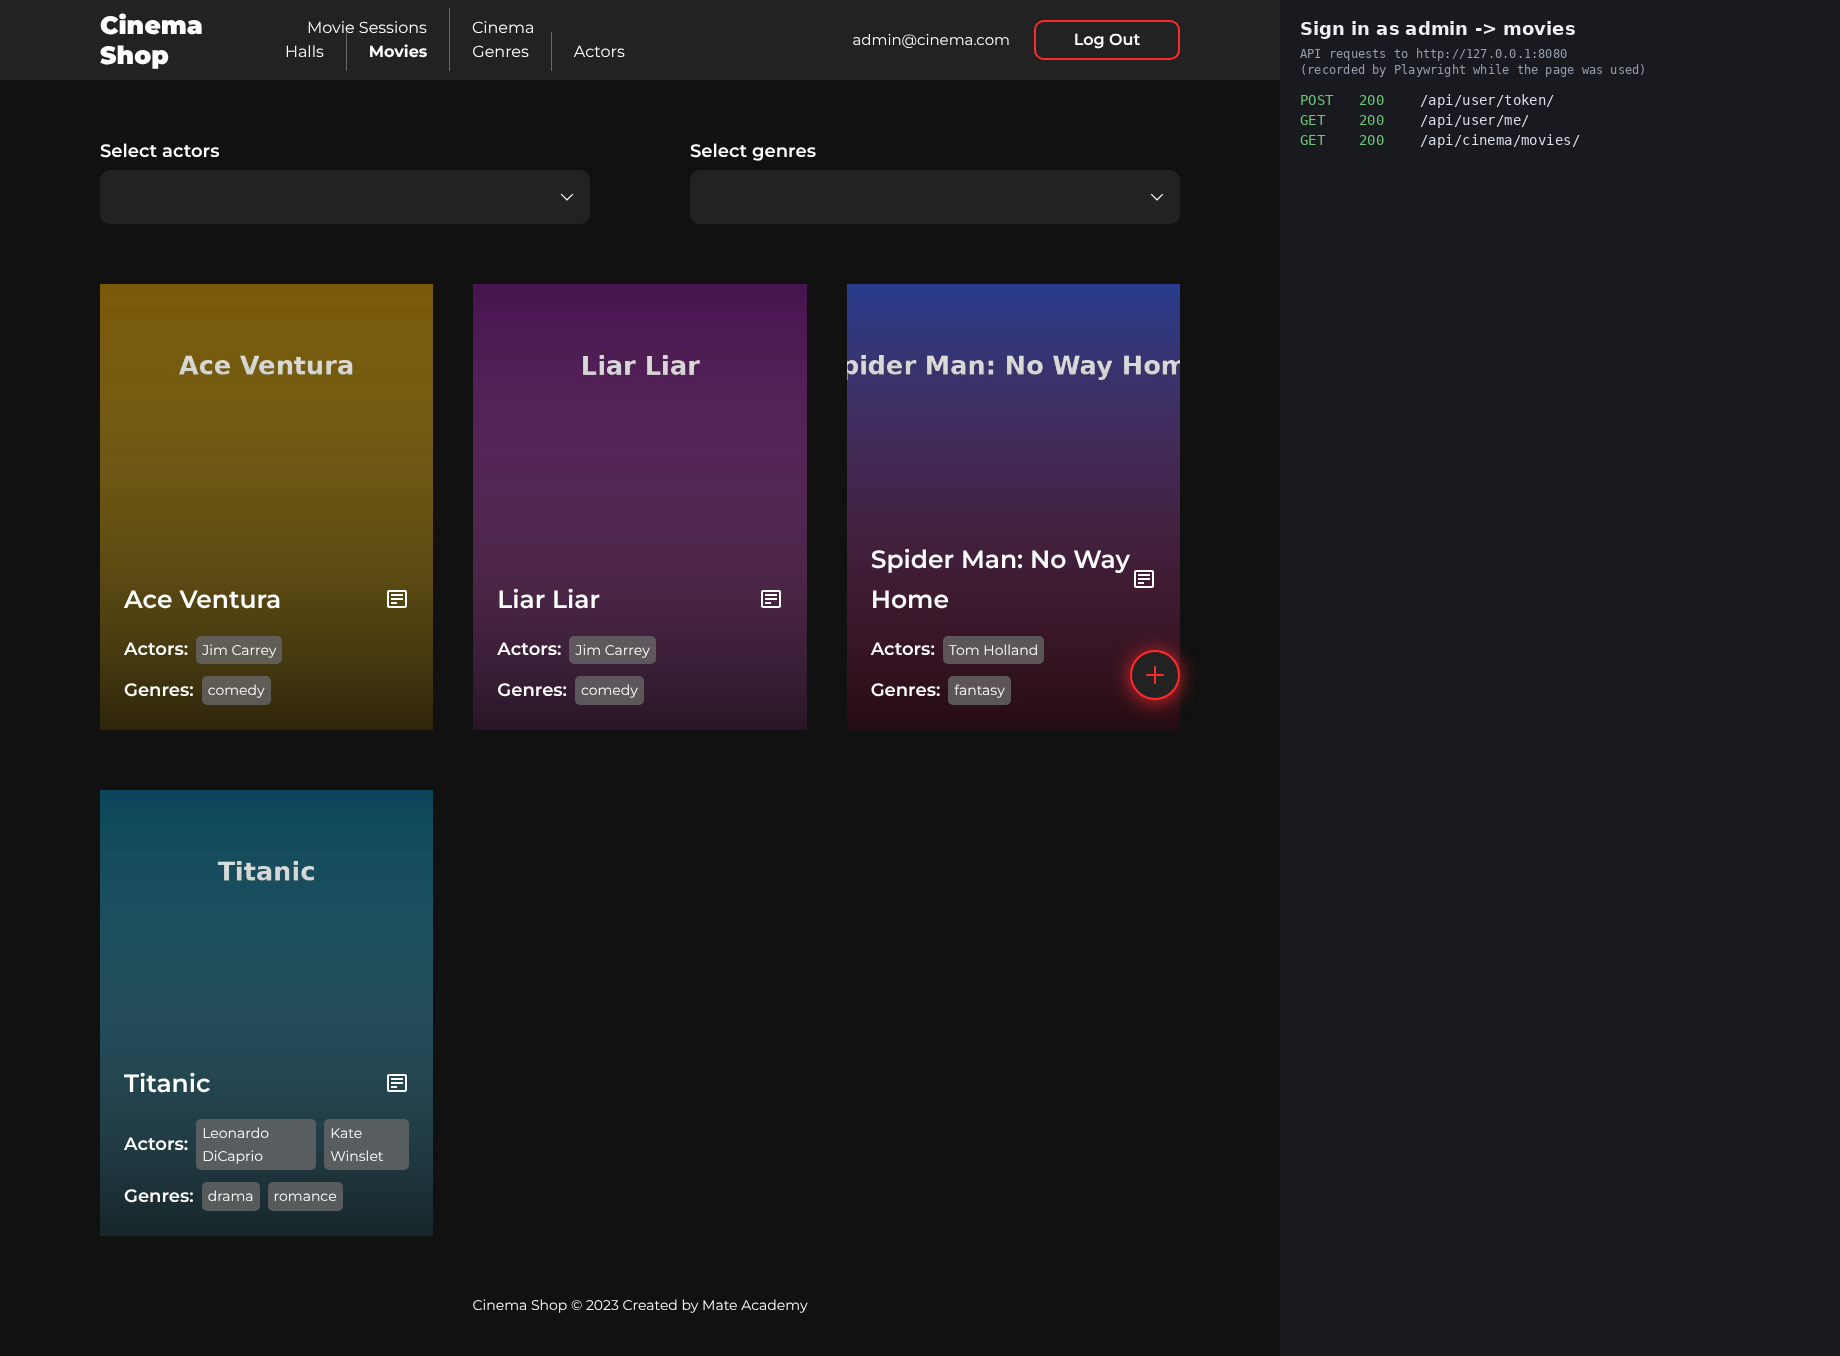 Cinema
Shop
Movie Sessions
Cinema
Halls
Movies
Genres
Actors
admin@cinema.com
Log Out
Select actors
Select genres
Ace Ventura
Liar Liar
pider Man: No Way Hom
Ace Ventura
Actors: Jim Carrey
Genres: comedy
Liar Liar
Actors: Jim Carrey
Genres: comedy
Spider Man: No Way
Home
Actors: Tom Holland
Genres: fantasy
Titanic
Titanic
Actors: Leonardo DiCaprio Kate Winslet
Genres: drama romance
Cinema Shop © 2023 Created by Mate Academy
Sign in as admin -> movies
API requests to http://127.0.0.1:8080
(recorded by Playwright while the page was used)
POST 200 /api/user/token/
GET 200 /api/user/me/
GET 200 /api/cinema/movies/